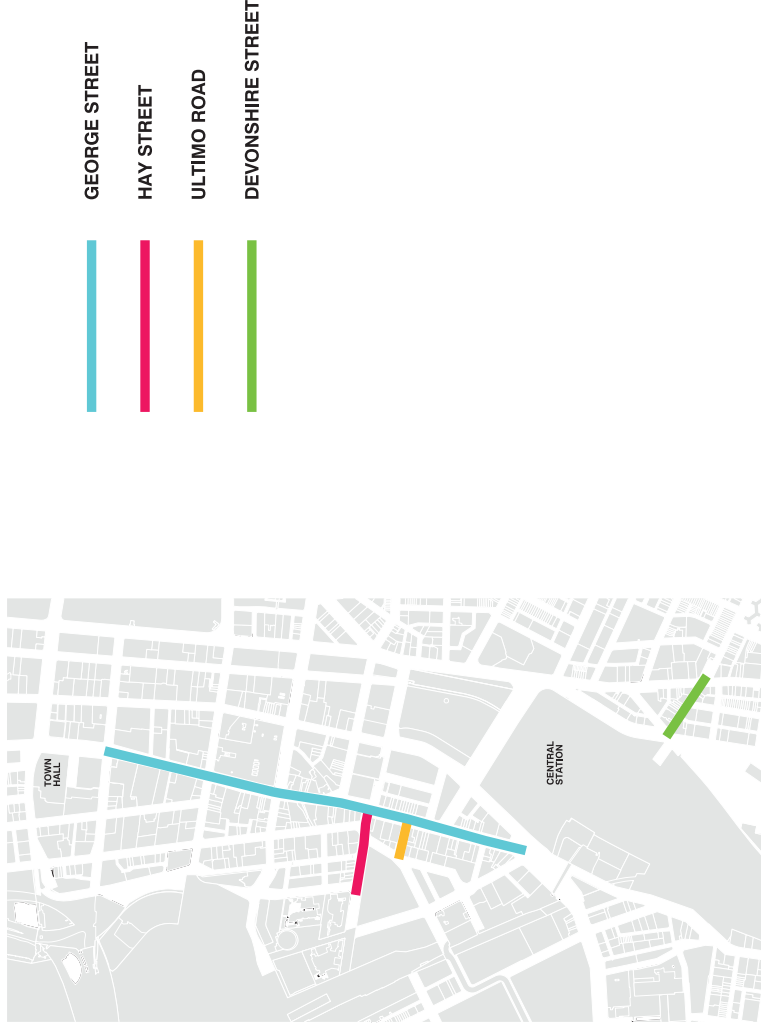 GEORGE STREET
HAY STREET
ULTIMO ROAD
DEVONSHIRE STREET
TOWN
HALL
CENTRAL
STATION